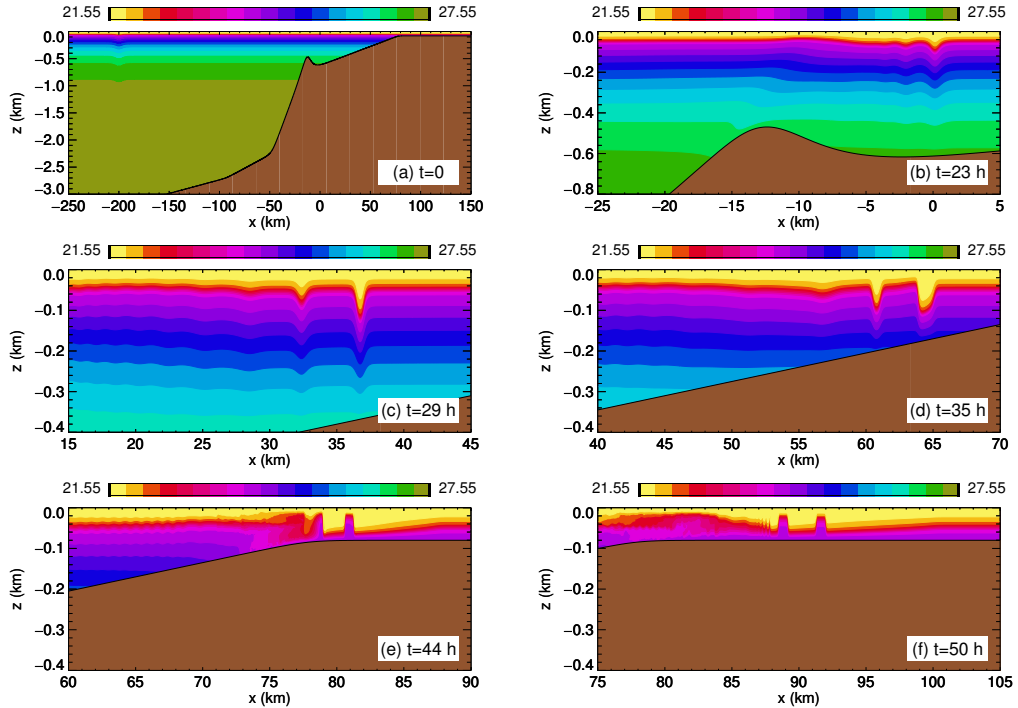 21.55 27.55
0.0
−0.5
−1.0
−1.5
−2.0
−2.5
−3.0
z (km)
(a) t=0
−250 −200 −150 −100 −50 0 50 100 150
x (km)
21.55 27.55
0.0
−0.2
−0.4
−0.6
−0.8
z (km)
(b) t=23 h
−25 −20 −15 −10 −5 0 5
x (km)
21.55 27.55
0.0
−0.1
−0.2
−0.3
−0.4
z (km)
(c) t=29 h
15 20 25 30 35 40 45
x (km)
21.55 27.55
0.0
−0.1
−0.2
−0.3
−0.4
z (km)
(d) t=35 h
40 45 50 55 60 65 70
x (km)
21.55 27.55
0.0
−0.1
−0.2
−0.3
−0.4
z (km)
(e) t=44 h
60 65 70 75 80 85 90
x (km)
21.55 27.55
0.0
−0.1
−0.2
−0.3
−0.4
z (km)
(f) t=50 h
75 80 85 90 95 100 105
x (km)